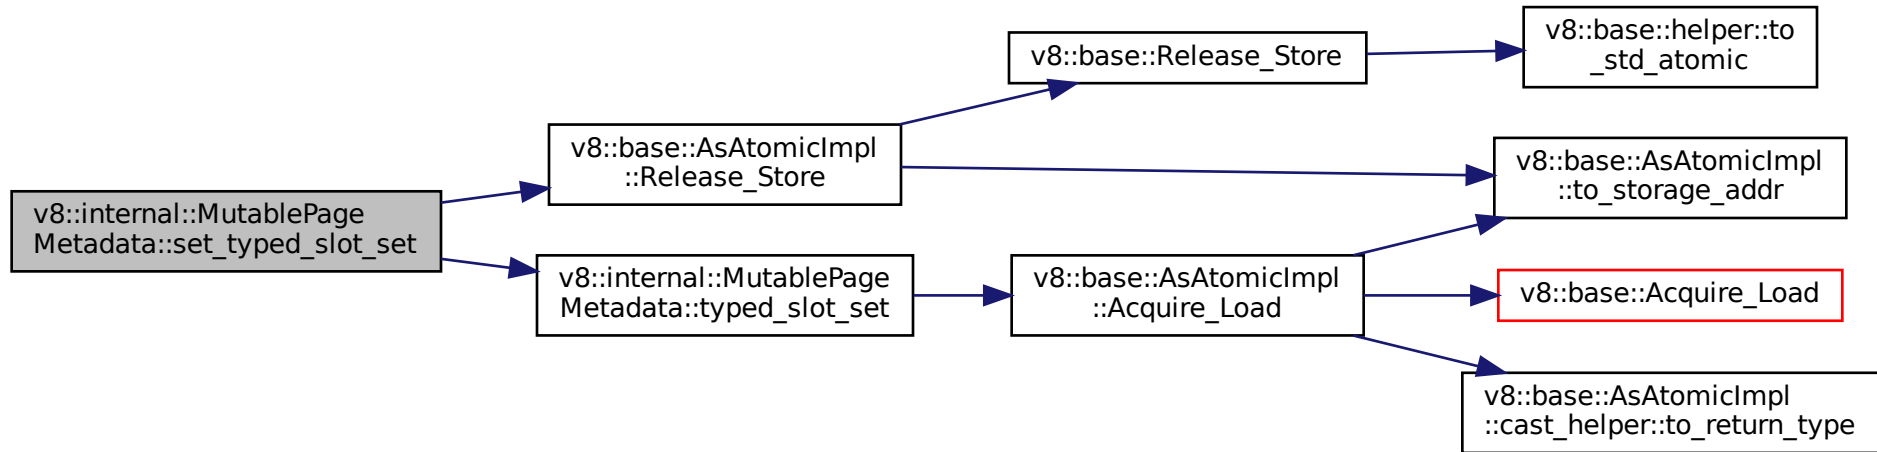 v8::internal::MutablePage
Metadata::set_typed_slot_set
v8::base::AsAtomicImpl
::Release_Store
v8::base::Release_Store
v8::base::helper::to
_std_atomic
v8::base::AsAtomicImpl
::to_storage_addr
v8::internal::MutablePage
Metadata::typed_slot_set
v8::base::AsAtomicImpl
::Acquire_Load
v8::base::Acquire_Load
v8::base::AsAtomicImpl
::cast_helper::to_return_type